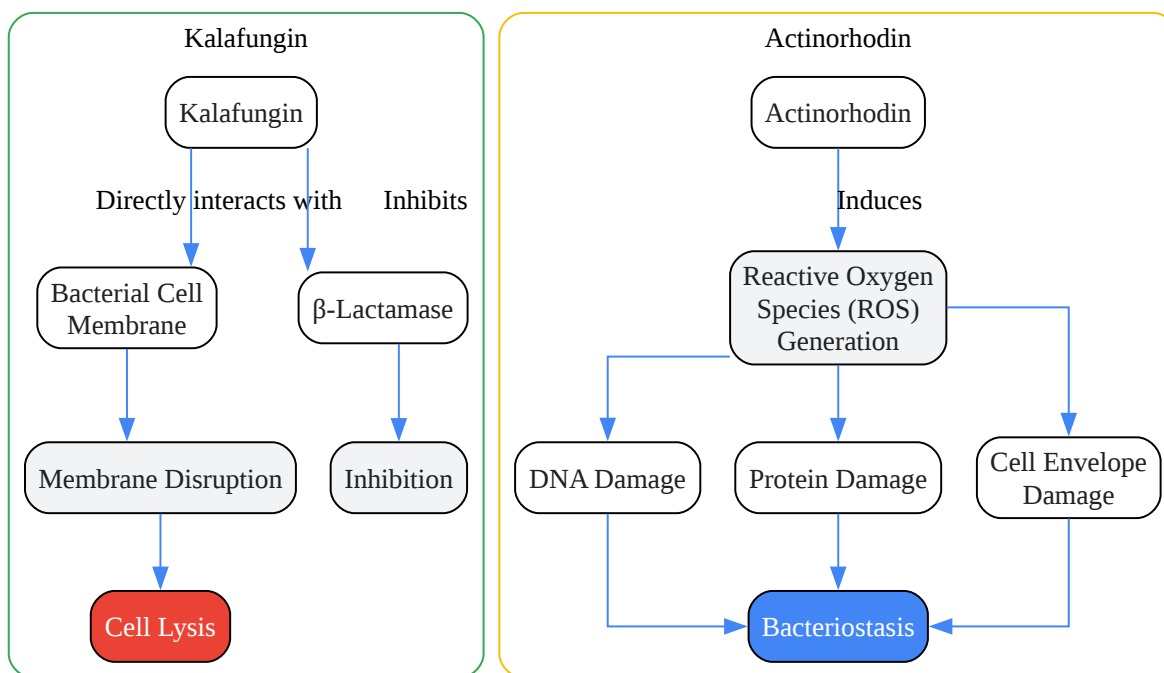 Kalafungin
Kalafungin
Directly interacts with
Inhibits
Bacterial Cell
Membrane
β-Lactamase
Membrane Disruption
Inhibition
Cell Lysis
Actinorhodin
Actinorhodin
Induces
Reactive Oxygen
Species (ROS)
Generation
DNA Damage
Protein Damage
Cell Envelope
Damage
Bacteriostasis